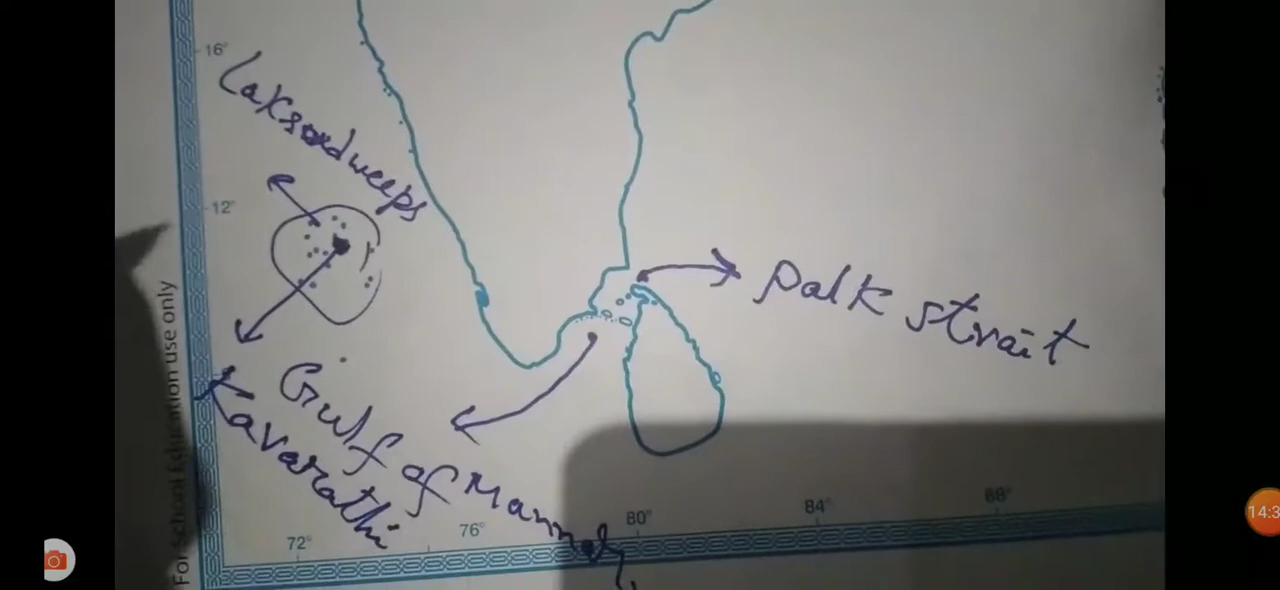 16°
Laksoadweeps
12°
Palk strait
Gulf of Mannar
Kavarathi
For School Education use only
72°
76°
80°
84°
88°
14:3